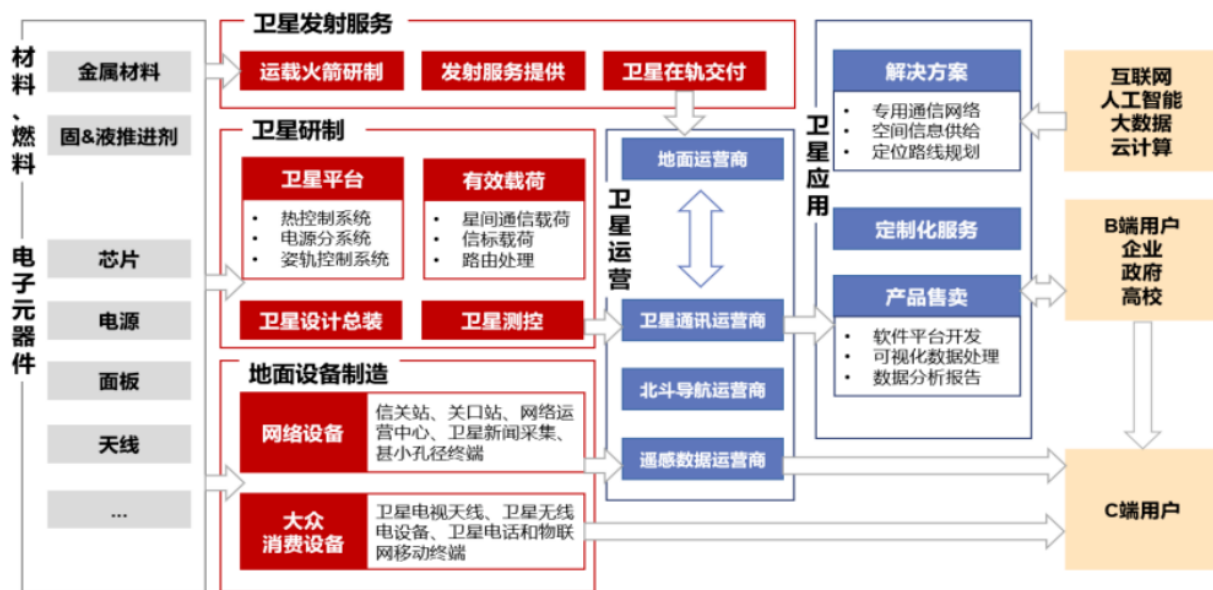 材料、燃料
金属材料
固&液推进剂
电子元器件
芯片
电源
面板
天线
...
卫星发射服务
运载火箭研制
发射服务提供
卫星在轨交付
卫星研制
卫星平台
• 热控制系统
• 电源分系统
• 姿轨控制系统
有效载荷
• 星间通信载荷
• 信标载荷
• 路由处理
卫星设计总装
卫星测控
地面设备制造
网络设备
信关站、关口站、网络运
营中心、卫星新闻采集、
甚小孔径终端
大众
消费设备
卫星电视天线、卫星无线
电设备、卫星电话和物联
网移动终端
卫星运营
地面运营商
卫星通讯运营商
北斗导航运营商
遥感数据运营商
卫星应用
解决方案
• 专用通信网络
• 空间信息供给
• 定位路线规划
定制化服务
产品售卖
• 软件平台开发
• 可视化数据处理
• 数据分析报告
互联网
人工智能
大数据
云计算
B端用户
企业
政府
高校
C端用户